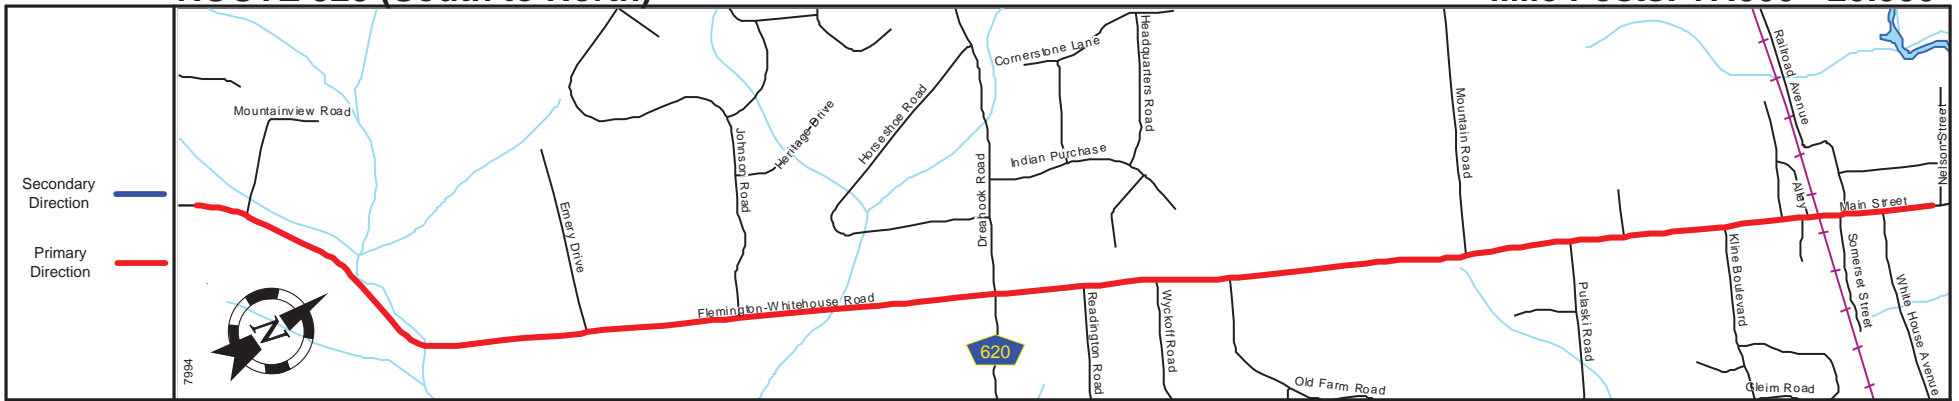 Secondary
Direction
Primary
Direction
Mountainview Road
Emery Drive
Johnson Road
Heritage Drive
Horseshoe Road
Cornerstone Lane
Headquarters Road
Indian Purchase
Dreahook Road
Mountain Road
Railroad Avenue
Nelson Street
Alley
Main Street
Flemington-Whitehouse Road
620
Readington Road
Wyckoff Road
Old Farm Road
Pulaski Road
Kline Boulevard
Gleim Road
Somerset Street
White House Avenue
N
7994